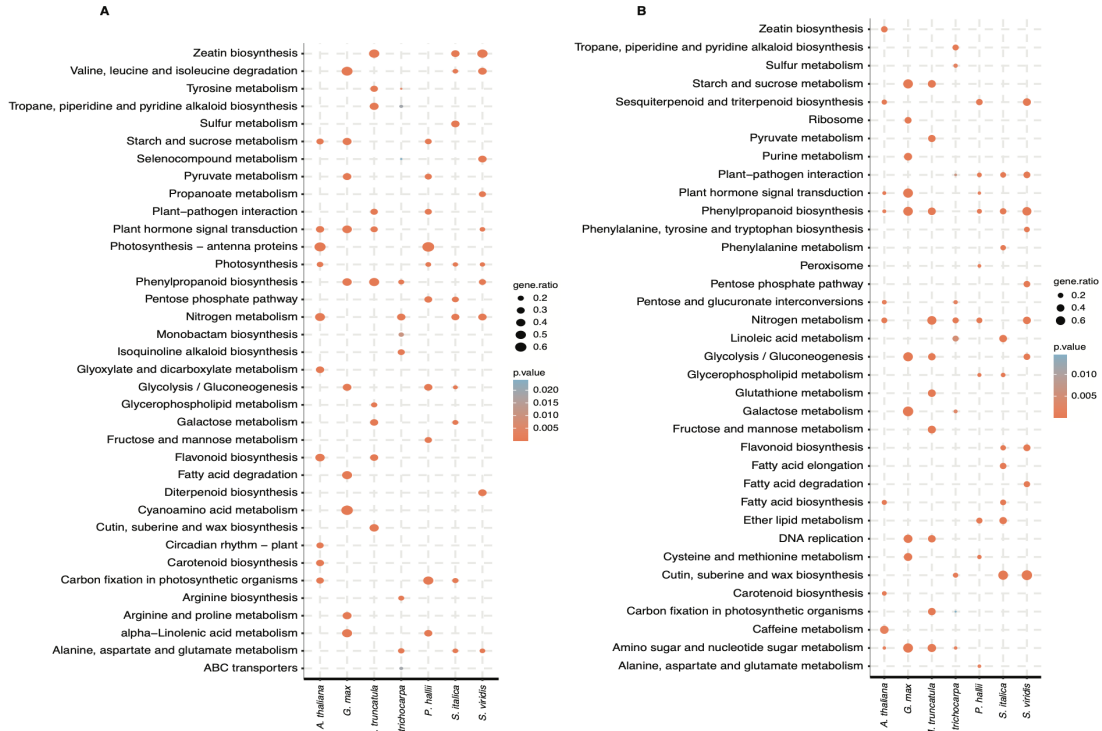 A
Zeatin biosynthesis
Valine, leucine and isoleucine degradation
Tyrosine metabolism
Tropane, piperidine and pyridine alkaloid biosynthesis
Sulfur metabolism
Starch and sucrose metabolism
Selenocompound metabolism
Pyruvate metabolism
Propanoate metabolism
Plant−pathogen interaction
Plant hormone signal transduction
Photosynthesis − antenna proteins
Photosynthesis
Phenylpropanoid biosynthesis
Pentose phosphate pathway
Nitrogen metabolism
Monobactam biosynthesis
Isoquinoline alkaloid biosynthesis
Glyoxylate and dicarboxylate metabolism
Glycolysis / Gluconeogenesis
Glycerophospholipid metabolism
Galactose metabolism
Fructose and mannose metabolism
Flavonoid biosynthesis
Fatty acid degradation
Diterpenoid biosynthesis
Cyanoamino acid metabolism
Cutin, suberine and wax biosynthesis
Circadian rhythm − plant
Carotenoid biosynthesis
Carbon fixation in photosynthetic organisms
Arginine biosynthesis
Arginine and proline metabolism
alpha−Linolenic acid metabolism
Alanine, aspartate and glutamate metabolism
ABC transporters
A. thaliana
G. max
. truncatula
trichocarpa
P. hallii
S. italica
S. viridis
gene.ratio
0.2
0.3
0.4
0.5
0.6
p.value
0.020
0.015
0.010
0.005
B
Zeatin biosynthesis
Tropane, piperidine and pyridine alkaloid biosynthesis
Sulfur metabolism
Starch and sucrose metabolism
Sesquiterpenoid and triterpenoid biosynthesis
Ribosome
Pyruvate metabolism
Purine metabolism
Plant−pathogen interaction
Plant hormone signal transduction
Phenylpropanoid biosynthesis
Phenylalanine, tyrosine and tryptophan biosynthesis
Phenylalanine metabolism
Peroxisome
Pentose phosphate pathway
Pentose and glucuronate interconversions
Nitrogen metabolism
Linoleic acid metabolism
Glycolysis / Gluconeogenesis
Glycerophospholipid metabolism
Glutathione metabolism
Galactose metabolism
Fructose and mannose metabolism
Flavonoid biosynthesis
Fatty acid elongation
Fatty acid degradation
Fatty acid biosynthesis
Ether lipid metabolism
DNA replication
Cysteine and methionine metabolism
Cutin, suberine and wax biosynthesis
Carotenoid biosynthesis
Carbon fixation in photosynthetic organisms
Caffeine metabolism
Amino sugar and nucleotide sugar metabolism
Alanine, aspartate and glutamate metabolism
A. thaliana
G. max
truncatula
trichocarpa
P. hallii
S. italica
S. viridis
gene.ratio
0.2
0.4
0.6
p.value
0.010
0.005